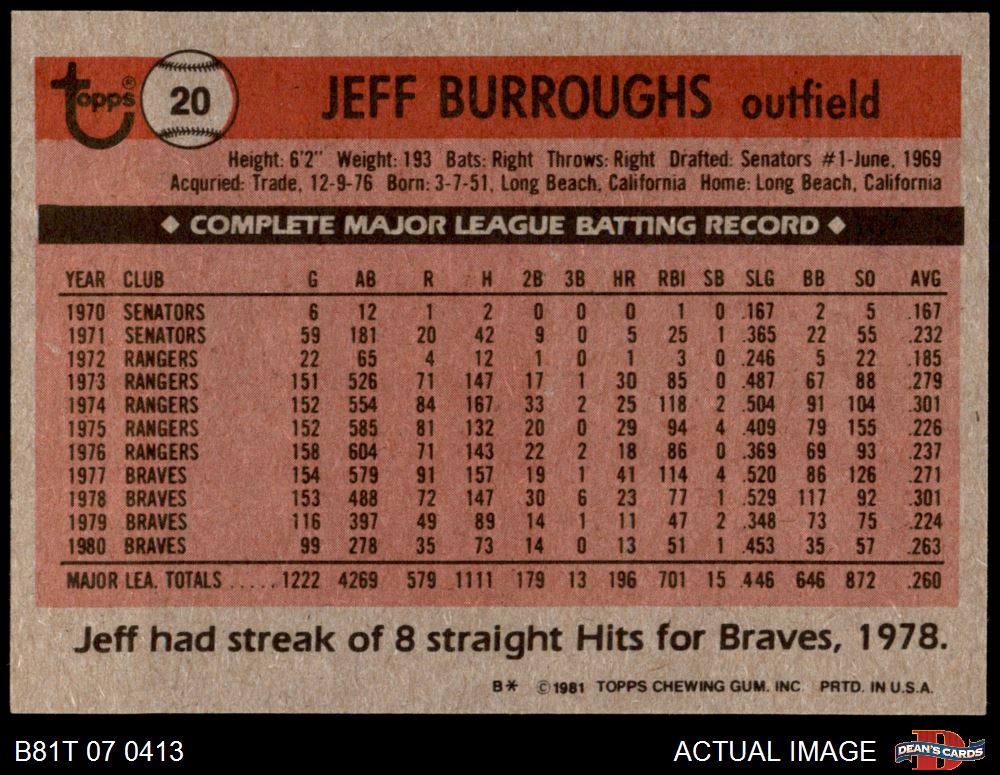 Topps® 20 JEFF BURROUGHS outfield
Height: 6'2" Weight: 193 Bats: Right Throws: Right Drafted: Senators #1-June, 1969
Acquried: Trade, 12-9-76 Born: 3-7-51, Long Beach, California Home: Long Beach, California
◆ COMPLETE MAJOR LEAGUE BATTING RECORD ◆
YEAR CLUB G AB R H 2B 3B HR RBI SB SLG BB SO AVG
1970 SENATORS 6 12 1 2 0 0 0 1 0 .167 2 5 .167
1971 SENATORS 59 181 20 42 9 0 5 25 1 .365 22 55 .232
1972 RANGERS 22 65 4 12 1 0 1 3 0 .246 5 22 .185
1973 RANGERS 151 526 71 147 17 1 30 85 0 .487 67 88 .279
1974 RANGERS 152 554 84 167 33 2 25 118 2 .504 91 104 .301
1975 RANGERS 152 585 81 132 20 0 29 94 4 .409 79 155 .226
1976 RANGERS 158 604 71 143 22 2 18 86 0 .369 69 93 .237
1977 BRAVES 154 579 91 157 19 1 41 114 4 .520 86 126 .271
1978 BRAVES 153 488 72 147 30 6 23 77 1 .529 117 92 .301
1979 BRAVES 116 397 49 89 14 1 11 47 2 .348 73 75 .224
1980 BRAVES 99 278 35 73 14 0 13 51 1 .453 35 57 .263
MAJOR LEA. TOTALS ..... 1222 4269 579 1111 179 13 196 701 15 .446 646 872 .260
Jeff had streak of 8 straight Hits for Braves, 1978.
B* ©1981 TOPPS CHEWING GUM. INC. PRTD. IN U.S.A.
B81T 07 0413 ACTUAL IMAGE B DEAN'S CARDS